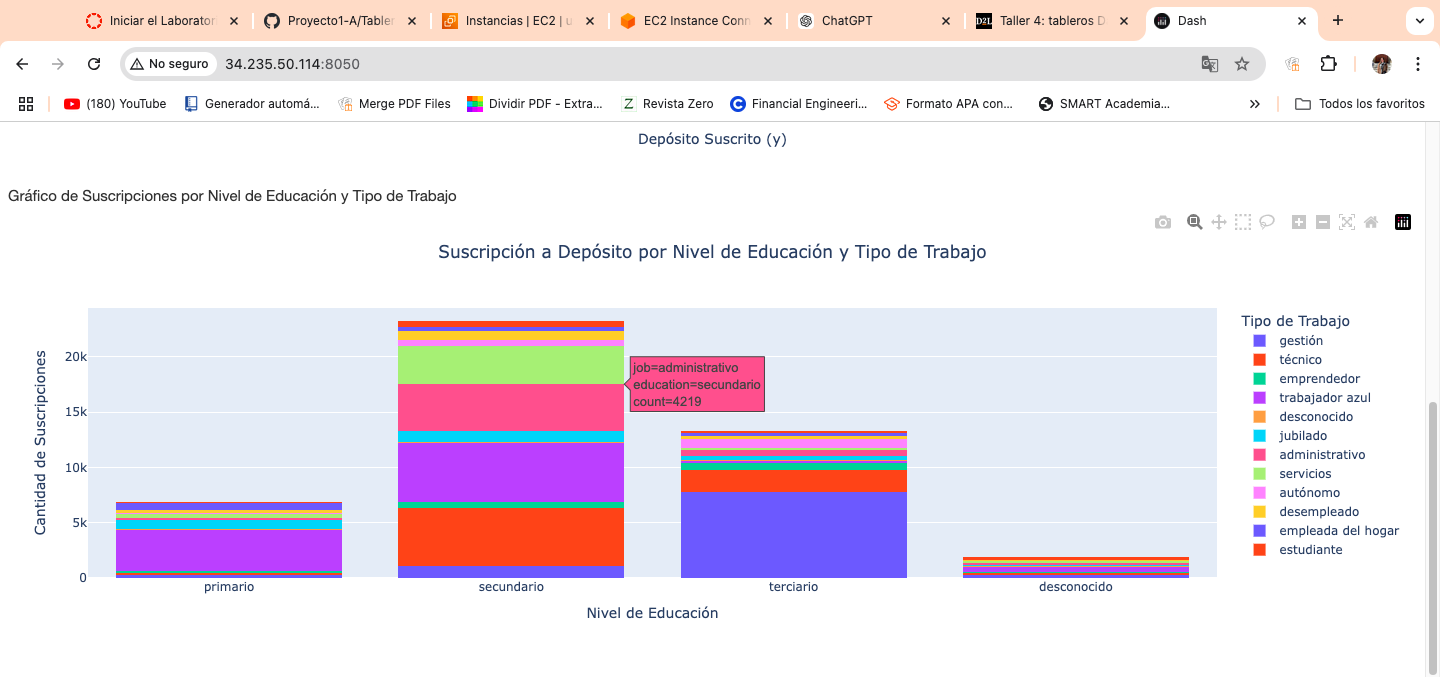 Iniciar el Laborator
Proyecto1-A/Tabler
Instancias | EC2 | u
EC2 Instance Conn
ChatGPT
D2L
Taller 4: tableros D
Dash
No seguro
34.235.50.114:8050
(180) YouTube
Generador automá...
Merge PDF Files
Dividir PDF - Extra...
Z Revista Zero
Financial Engineeri...
Formato APA con...
SMART Academia...
Todos los favoritos
Depósito Suscrito (y)
Gráfico de Suscripciones por Nivel de Educación y Tipo de Trabajo
Suscripción a Depósito por Nivel de Educación y Tipo de Trabajo
Cantidad de Suscripciones
20k
15k
10k
5k
0
job=administrativo
education=secundario
count=4219
primario
secundario
terciario
desconocido
Nivel de Educación
Tipo de Trabajo
gestión
técnico
emprendedor
trabajador azul
desconocido
jubilado
administrativo
servicios
autónomo
desempleado
empleada del hogar
estudiante